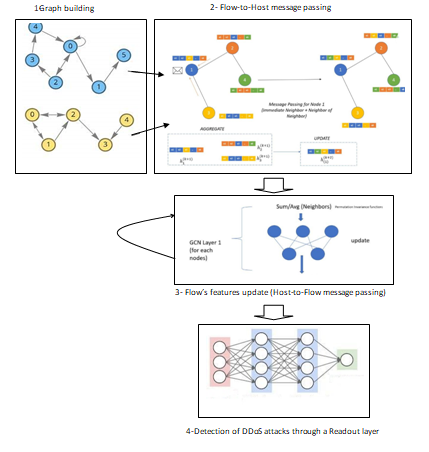 1Graph building
2- Flow-to-Host message passing
4
0
5
3
2
1
0
2
4
1
3
Message Passing for Node 1
(Immediate Neighbor + Neighbor of
Neighbor)
AGGREGATE
UPDATE
Sum/Avg (Neighbors) Permutation invariance function
GCN Layer 1
(for each
nodes)
update
3- Flow's features update (Host-to-Flow message passing)
4-Detection of DDoS attacks through a Readout layer